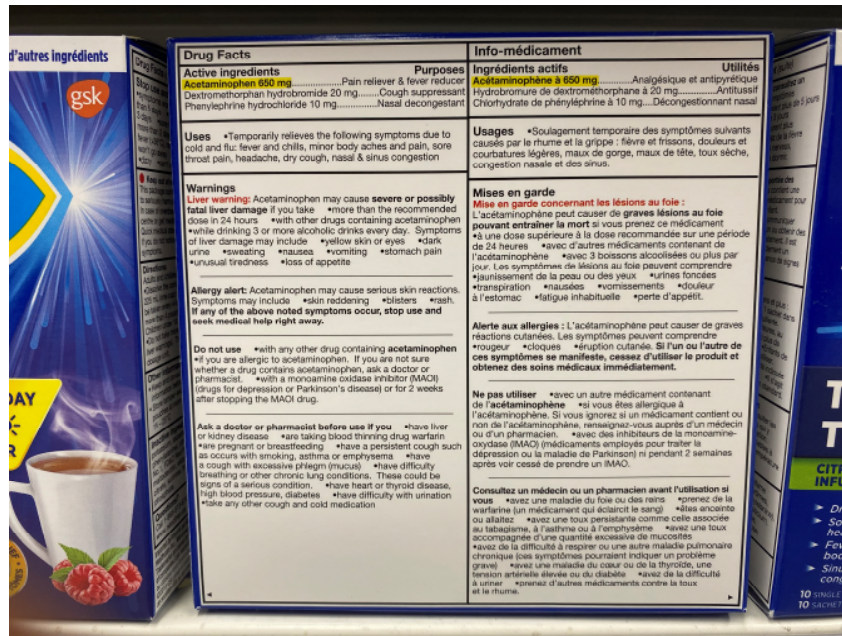 d'autres ingrédients
gsk
DAY
Drug Facts
Active ingredients Purposes
Acetaminophen 650 mg....................Pain reliever & fever reducer
Dextromethorphan hydrobromide 20 mg.......Cough suppressant
Phenylephrine hydrochloride 10 mg.............Nasal decongestant
Uses •Temporarily relieves the following symptoms due to
cold and flu: fever and chills, minor body aches and pain, sore
throat pain, headache, dry cough, nasal & sinus congestion
Warnings
Liver warning: Acetaminophen may cause severe or possibly
fatal liver damage if you take •more than the recommended
dose in 24 hours •with other drugs containing acetaminophen
•while drinking 3 or more alcoholic drinks every day. Symptoms
of liver damage may include •yellow skin or eyes •dark
urine •sweating •nausea •vomiting •stomach pain
•unusual tiredness •loss of appetite
Allergy alert: Acetaminophen may cause serious skin reactions.
Symptoms may include •skin reddening •blisters •rash.
If any of the above noted symptoms occur, stop use and
seek medical help right away.
Do not use •with any other drug containing acetaminophen
•if you are allergic to acetaminophen. If you are not sure
whether a drug contains acetaminophen, ask a doctor or
pharmacist. •with a monoamine oxidase inhibitor (MAOI)
(drugs for depression or Parkinson's disease) or for 2 weeks
after stopping the MAOI drug.
Ask a doctor or pharmacist before use if you •have liver
or kidney disease •are taking blood thinning drug warfarin
•are pregnant or breastfeeding •have a persistent cough such
as occurs with smoking, asthma or emphysema •have
a cough with excessive phlegm (mucus) •have difficulty
breathing or other chronic lung conditions. These could be
signs of a serious condition. •have heart or thyroid disease,
high blood pressure, diabetes •have difficulty with urination
•take any other cough and cold medication
Info-médicament
Ingrédients actifs Utilités
Acétaminophène à 650 mg.............Analgésique et antipyrétique
Hydrobromure de dextrométhorphane à 20 mg............Antitussif
Chlorhydrate de phényléphrine à 10 mg....Décongestionnant nasal
Usages •Soulagement temporaire des symptômes suivants
causés par le rhume et la grippe : fièvre et frissons, douleurs et
courbatures légères, maux de gorge, maux de tête, toux sèche,
congestion nasale et des sinus.
Mises en garde
Mise en garde concernant les lésions au foie :
L'acétaminophène peut causer de graves lésions au foie
pouvant entraîner la mort si vous prenez ce médicament
•à une dose supérieure à la dose recommandée sur une période
de 24 heures •avec d'autres médicaments contenant de
l'acétaminophène •avec 3 boissons alcoolisées ou plus par
jour. Les symptômes de lésions au foie peuvent comprendre
•jaunissement de la peau ou des yeux •urines foncées
•transpiration •nausées •vomissements •douleur
à l'estomac •fatigue inhabituelle •perte d'appétit.
Alerte aux allergies : L'acétaminophène peut causer de graves
réactions cutanées. Les symptômes peuvent comprendre
•rougeur •cloques •éruption cutanée. Si l'un ou l'autre de
ces symptômes se manifeste, cessez d'utiliser le produit et
obtenez des soins médicaux immédiatement.
Ne pas utiliser •avec un autre médicament contenant
de l'acétaminophène •si vous êtes allergique à
l'acétaminophène. Si vous ignorez si un médicament contient ou
non de l'acétaminophène, renseignez-vous auprès d'un médecin
ou d'un pharmacien. •avec des inhibiteurs de la monoamine-
oxydase (IMAO) (médicaments employés pour traiter la
dépression ou la maladie de Parkinson) ni pendant 2 semaines
après voir cessé de prendre un IMAO.
Consultez un médecin ou un pharmacien avant l'utilisation si
vous •avez une maladie du foie ou des reins •prenez de la
warfarine (un médicament qui éclaircit le sang) •êtes enceinte
ou allaitez •avez une toux persistante comme celle associée
au tabagisme, à l'asthme ou à l'emphysème •avez une toux
accompagnée d'une quantité excessive de mucosités
•avez de la difficulté à respirer ou une autre maladie pulmonaire
chronique (ces symptômes pourraient indiquer un problème
grave) •avez une maladie du cœur ou de la thyroïde, une
tension artérielle élevée ou du diabète •avez de la difficulté
à uriner •prenez d'autres médicaments contre la toux
et le rhume.
CITR
INFU
10 SINGLE
10 SACHET